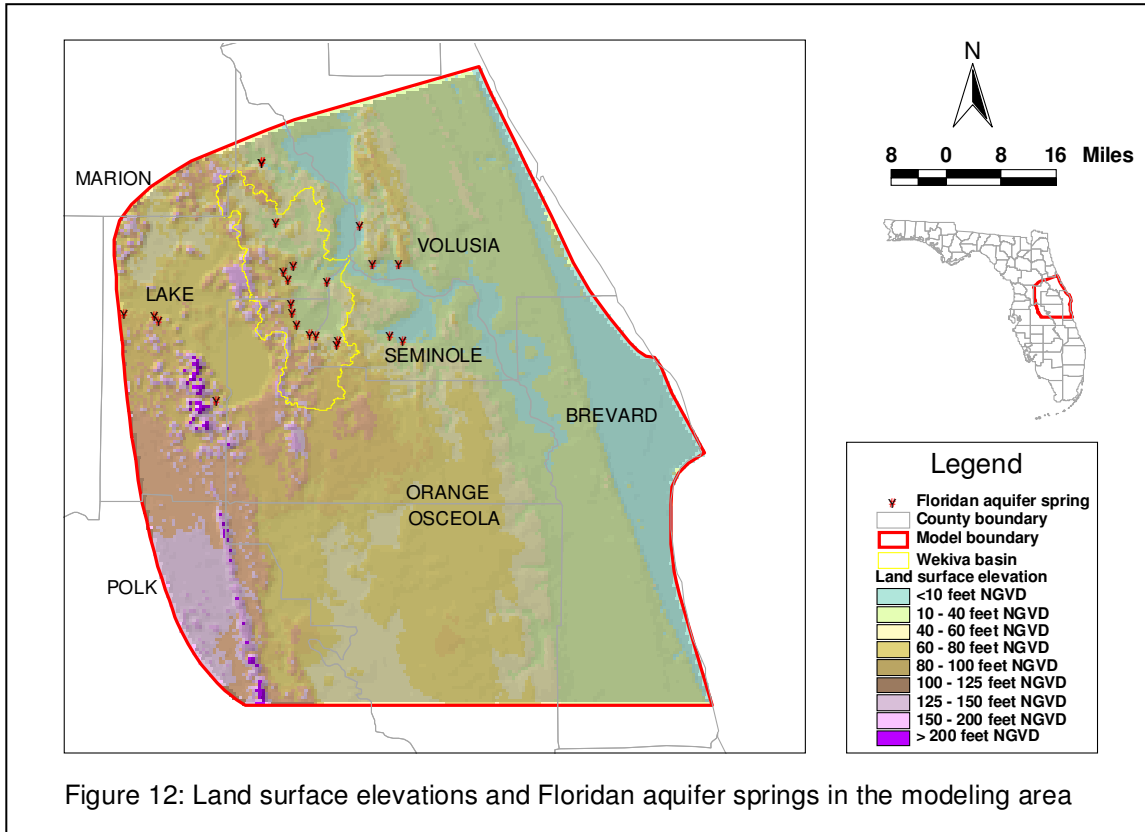 N
8 0 8 16 Miles
MARION
VOLUSIA
LAKE
SEMINOLE
BREVARD
ORANGE
OSCEOLA
POLK
Legend
Floridan aquifer spring
County boundary
Model boundary
Wekiva basin
Land surface elevation
<10 feet NGVD
10 - 40 feet NGVD
40 - 60 feet NGVD
60 - 80 feet NGVD
80 - 100 feet NGVD
100 - 125 feet NGVD
125 - 150 feet NGVD
150 - 200 feet NGVD
> 200 feet NGVD
Figure 12: Land surface elevations and Floridan aquifer springs in the modeling area